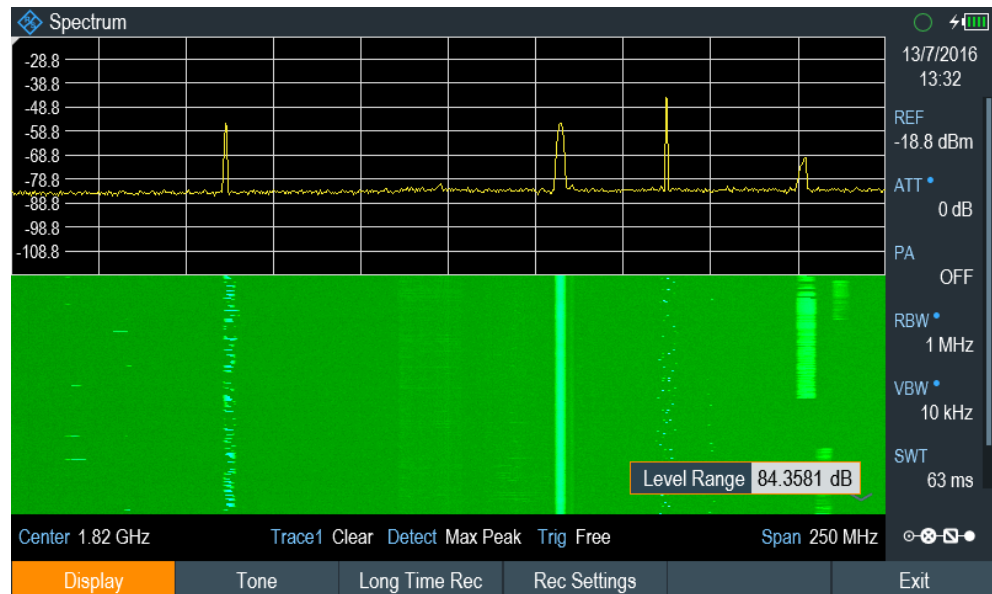 Spectrum
13/7/2016
13:32
-28.8
-38.8
-48.8
-58.8
-68.8
-78.8
-88.8
-98.8
-108.8
REF
-18.8 dBm
ATT
0 dB
PA
OFF
RBW
1 MHz
VBW
10 kHz
SWT
63 ms
Level Range 84.3581 dB
Center 1.82 GHz Trace1 Clear Detect Max Peak Trig Free Span 250 MHz
Display Tone Long Time Rec Rec Settings Exit